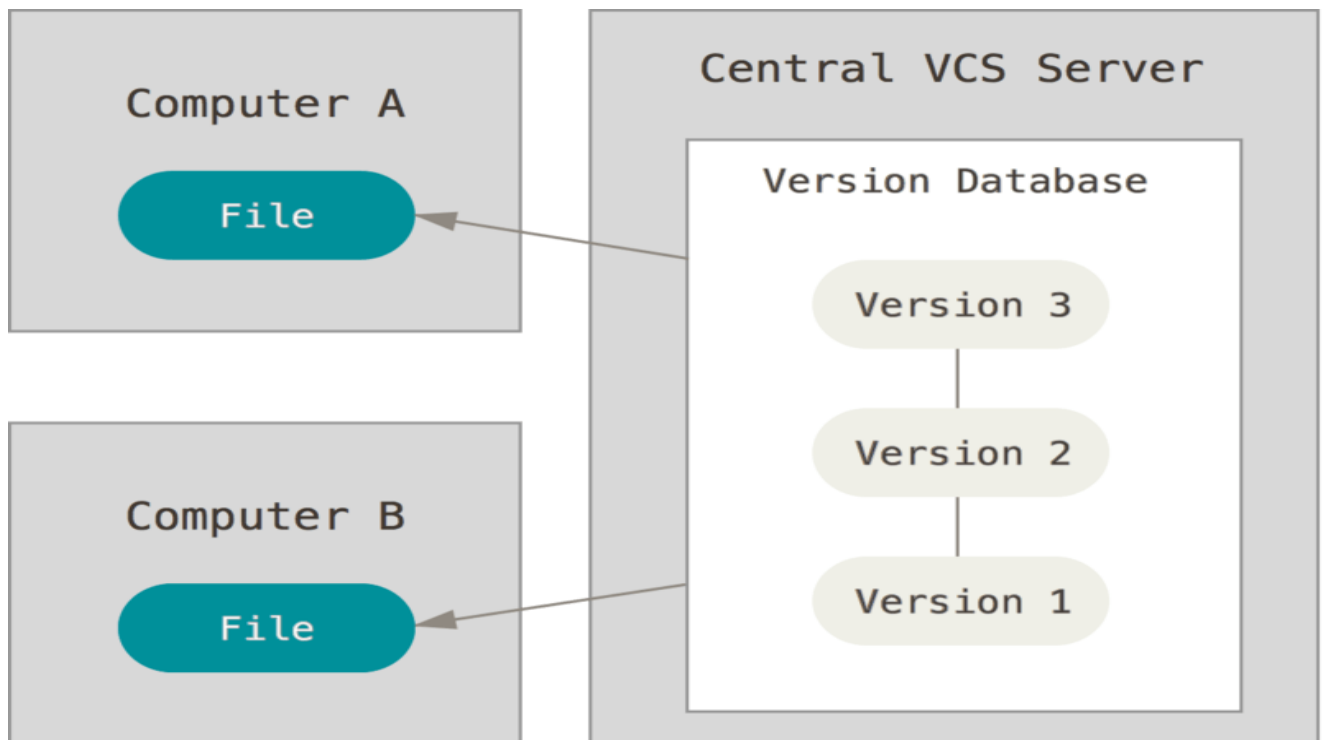 Computer A
File
Computer B
File
Central VCS Server
Version Database
Version 3
Version 2
Version 1